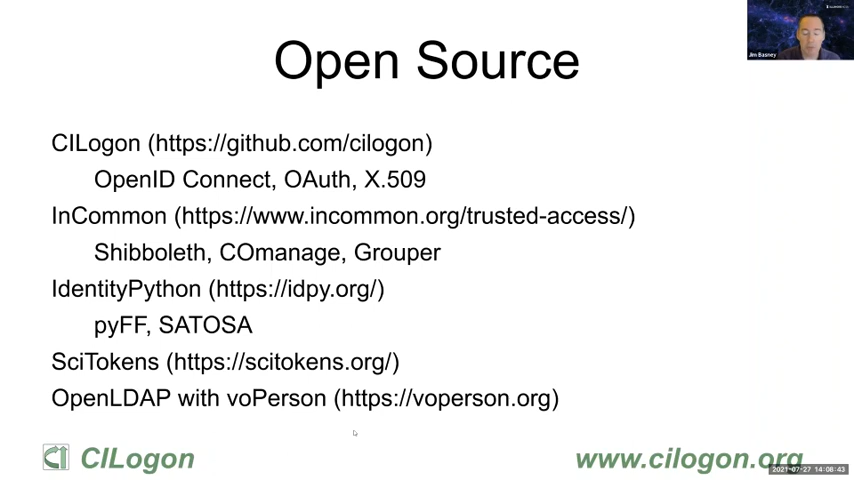 Open Source
Jim Basney
CILogon (https://github.com/cilogon)
OpenID Connect, OAuth, X.509
InCommon (https://www.incommon.org/trusted-access/)
Shibboleth, COmanage, Grouper
IdentityPython (https://idpy.org/)
pyFF, SATOSA
SciTokens (https://scitokens.org/)
OpenLDAP with voPerson (https://voperson.org)
CILogon
www.cilogon.org
2021-07-27 14:08:43